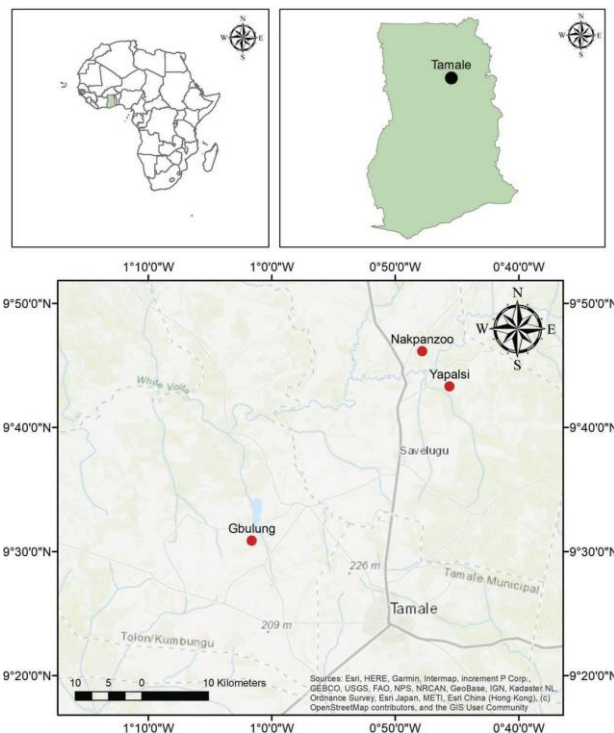 N
W E
S
N
W E
S
Tamale
1°10'0"W 1°0'0"W 0°50'0"W 0°40'0"W
9°50'0"N 9°50'0"N
N
W E
S
Nakpanzoo
Yapalsi
White Volta
9°40'0"N 9°40'0"N
Savelugu
Gbulung
9°30'0"N 9°30'0"N
226 m
Tamale Municipal
Tamale
209 m
Tolon/Kumbungu
9°20'0"N 9°20'0"N
10 5 0 10 Kilometers
Sources: Esri, HERE, Garmin, Intermap, increment P Corp.,
GEBCO, USGS, FAO, NPS, NRCAN, GeoBase, IGN, Kadaster NL,
Ordnance Survey, Esri Japan, METI, Esri China (Hong Kong), (c)
OpenStreetMap contributors, and the GIS User Community
1°10'0"W 1°0'0"W 0°50'0"W 0°40'0"W